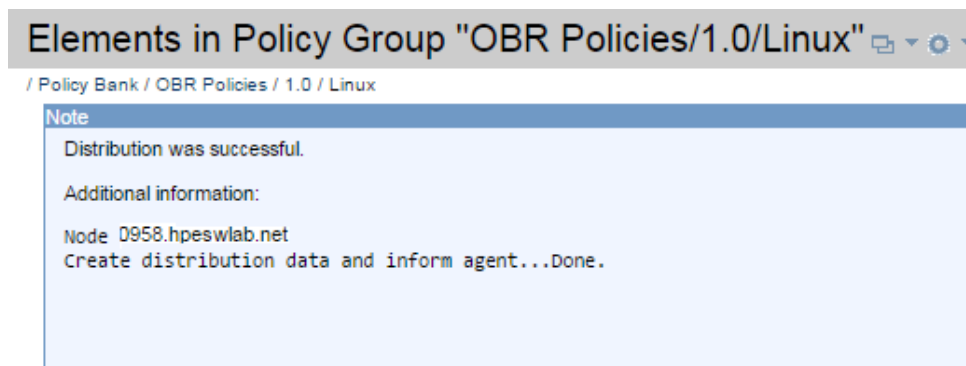 Elements in Policy Group "OBR Policies/1.0/Linux"
/ Policy Bank / OBR Policies / 1.0 / Linux
Note
Distribution was successful.
Additional information:
Node 0958.hpeswlab.net
Create distribution data and inform agent...Done.